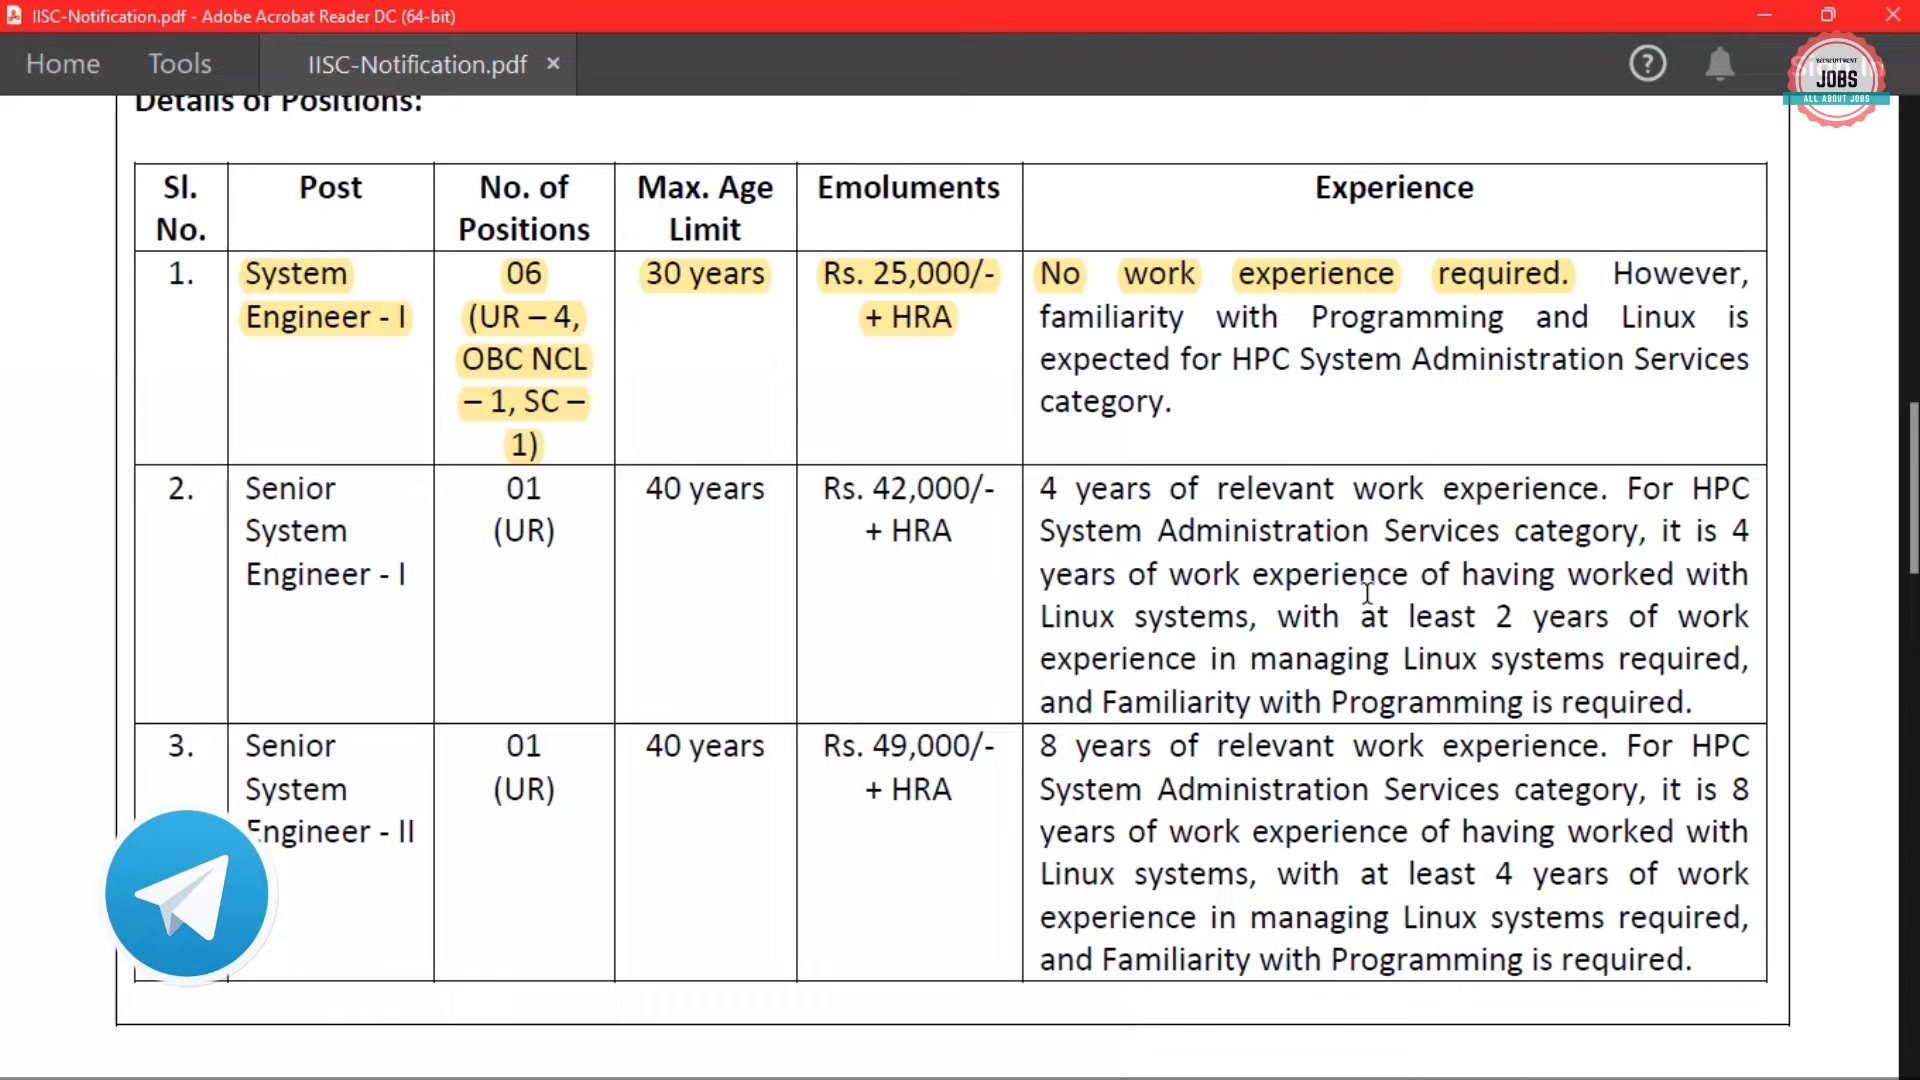 IISC-Notification.pdf - Adobe Acrobat Reader DC (64-bit)
Home Tools IISC-Notification.pdf ×
RECRUITMENT
JOBS
ALL ABOUT JOBS
Details of Positions:
Sl. No. Post No. of Positions Max. Age Limit Emoluments Experience
1. System Engineer - I 06 (UR – 4, OBC NCL – 1, SC – 1) 30 years Rs. 25,000/- + HRA No work experience required. However,
familiarity with Programming and Linux is
expected for HPC System Administration Services
category.
2. Senior System Engineer - I 01 (UR) 40 years Rs. 42,000/- + HRA 4 years of relevant work experience. For HPC
System Administration Services category, it is 4
years of work experience of having worked with
Linux systems, with at least 2 years of work
experience in managing Linux systems required,
and Familiarity with Programming is required.
3. Senior System Engineer - II 01 (UR) 40 years Rs. 49,000/- + HRA 8 years of relevant work experience. For HPC
System Administration Services category, it is 8
years of work experience of having worked with
Linux systems, with at least 4 years of work
experience in managing Linux systems required,
and Familiarity with Programming is required.